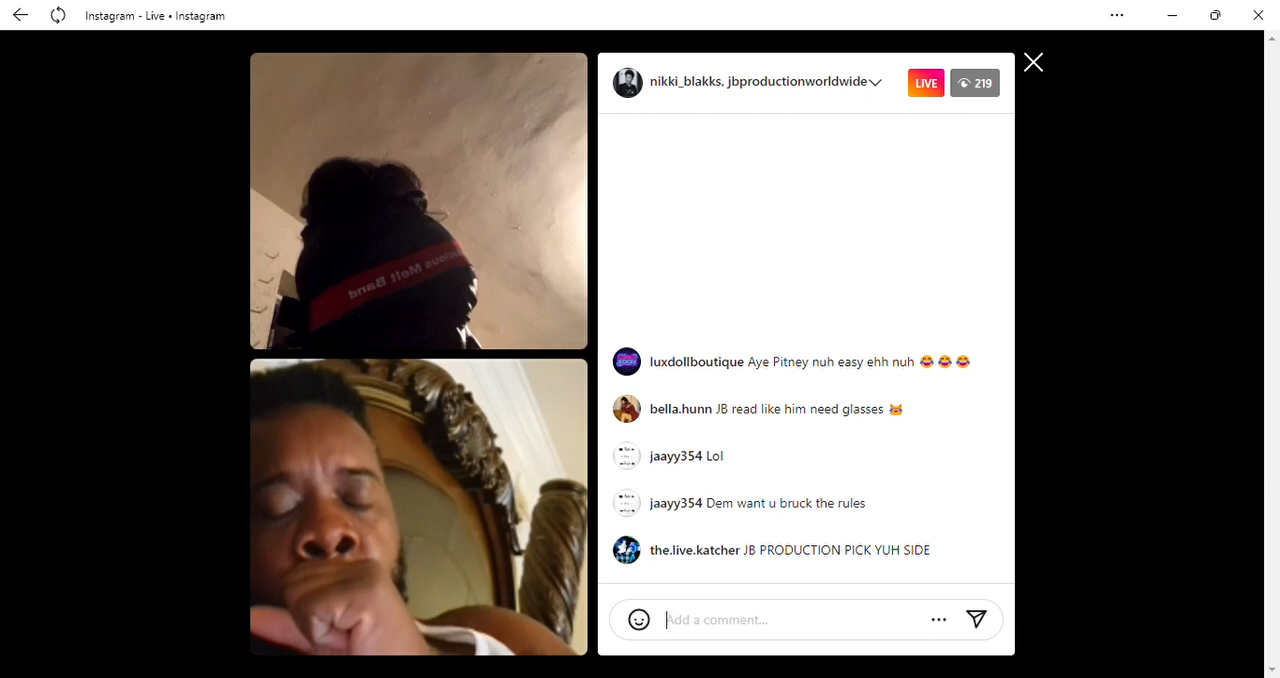 Instagram - Live • Instagram
nikki_blakks, jbproductionworldwide
LIVE
219
Melt Band
luxdollboutique Aye Pitney nuh easy ehh nuh 😂 😂 😂
bella.hunn JB read like him need glasses 😹
jaayy354 Lol
jaayy354 Dem want u bruck the rules
the.live.katcher JB PRODUCTION PICK YUH SIDE
Add a comment...